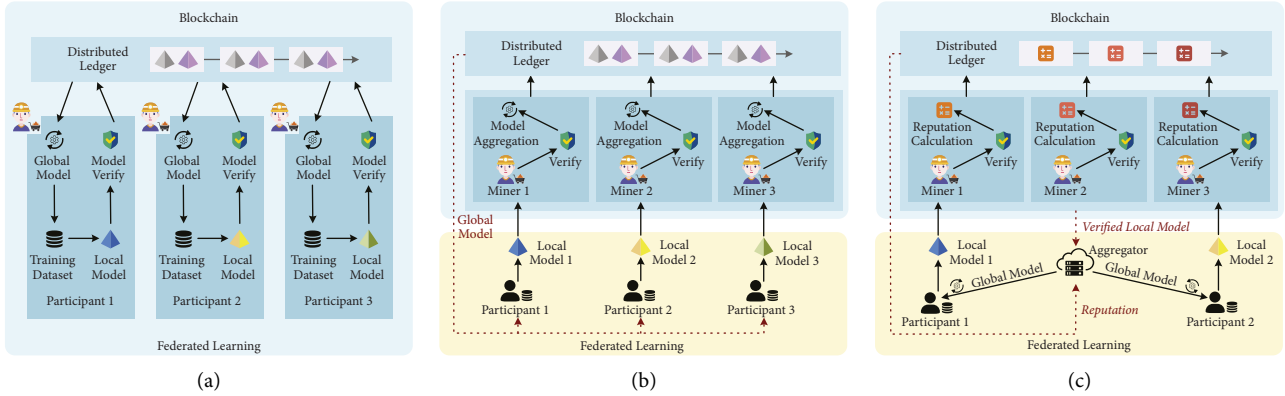 Blockchain
Distributed
Ledger
Global
Model
Model
Verify
Training
Dataset
Local
Model
Participant 1
Global
Model
Model
Verify
Training
Dataset
Local
Model
Participant 2
Global
Model
Model
Verify
Training
Dataset
Local
Model
Participant 3
Federated Learning
(a)
Blockchain
Distributed
Ledger
Model
Aggregation
Verify
Miner 1
Model
Aggregation
Verify
Miner 2
Model
Aggregation
Verify
Miner 3
Global
Model
Local
Model 1
Local
Model 2
Local
Model 3
Participant 1
Participant 2
Participant 3
Federated Learning
(b)
Blockchain
Distributed
Ledger
Reputation
Calculation
Verify
Miner 1
Reputation
Calculation
Verify
Miner 2
Reputation
Calculation
Verify
Miner 3
Verified Local Model
Local
Model 1
Aggregator
Local
Model 2
Global Model
Global Model
Participant 1
Reputation
Participant 2
Federated Learning
(c)